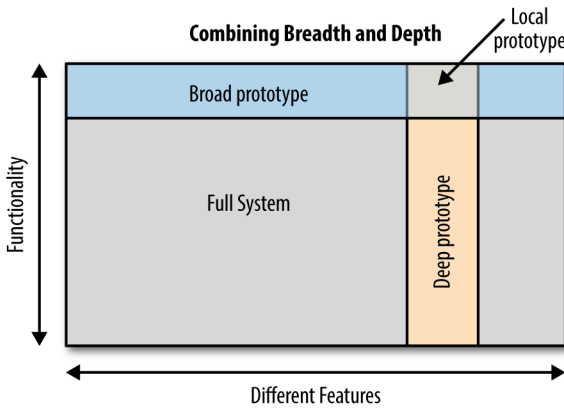 Combining Breadth and Depth
Local
prototype
Broad prototype
Functionality
Full System
Deep prototype
Different Features